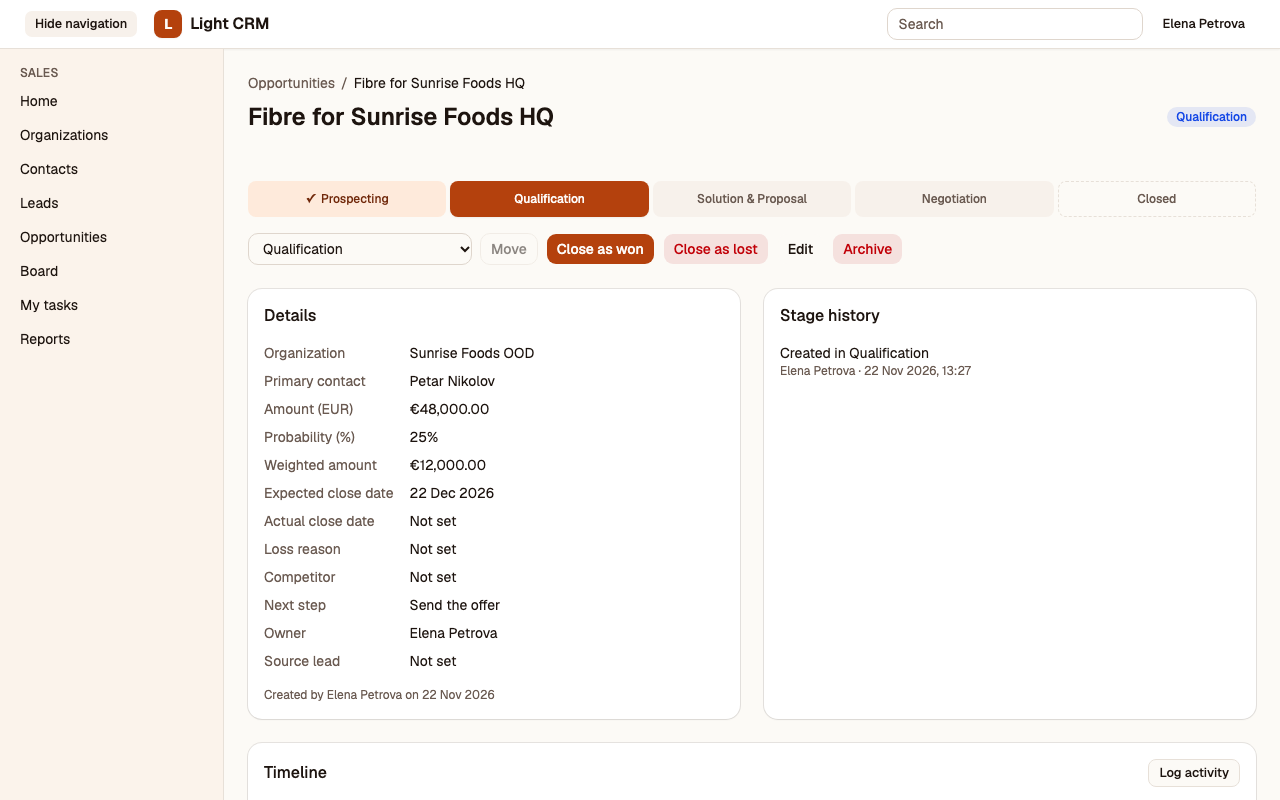 Hide navigation
L
Light CRM
Search
Elena Petrova
SALES
Home
Organizations
Contacts
Leads
Opportunities
Board
My tasks
Reports
Opportunities / Fibre for Sunrise Foods HQ
Fibre for Sunrise Foods HQ
Qualification
✓ Prospecting
Qualification
Solution & Proposal
Negotiation
Closed
Qualification
Move
Close as won
Close as lost
Edit
Archive
Details
Organization Sunrise Foods OOD
Primary contact Petar Nikolov
Amount (EUR) €48,000.00
Probability (%) 25%
Weighted amount €12,000.00
Expected close date 22 Dec 2026
Actual close date Not set
Loss reason Not set
Competitor Not set
Next step Send the offer
Owner Elena Petrova
Source lead Not set
Created by Elena Petrova on 22 Nov 2026
Stage history
Created in Qualification
Elena Petrova · 22 Nov 2026, 13:27
Timeline
Log activity